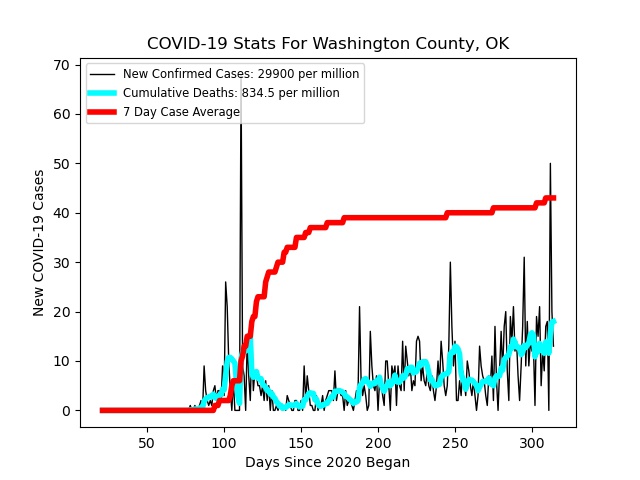 COVID-19 Stats For Washington County, OK
New Confirmed Cases: 29900 per million
Cumulative Deaths: 834.5 per million
7 Day Case Average
70
60
50
40
30
20
10
0
New COVID-19 Cases
50 100 150 200 250 300
Days Since 2020 Began